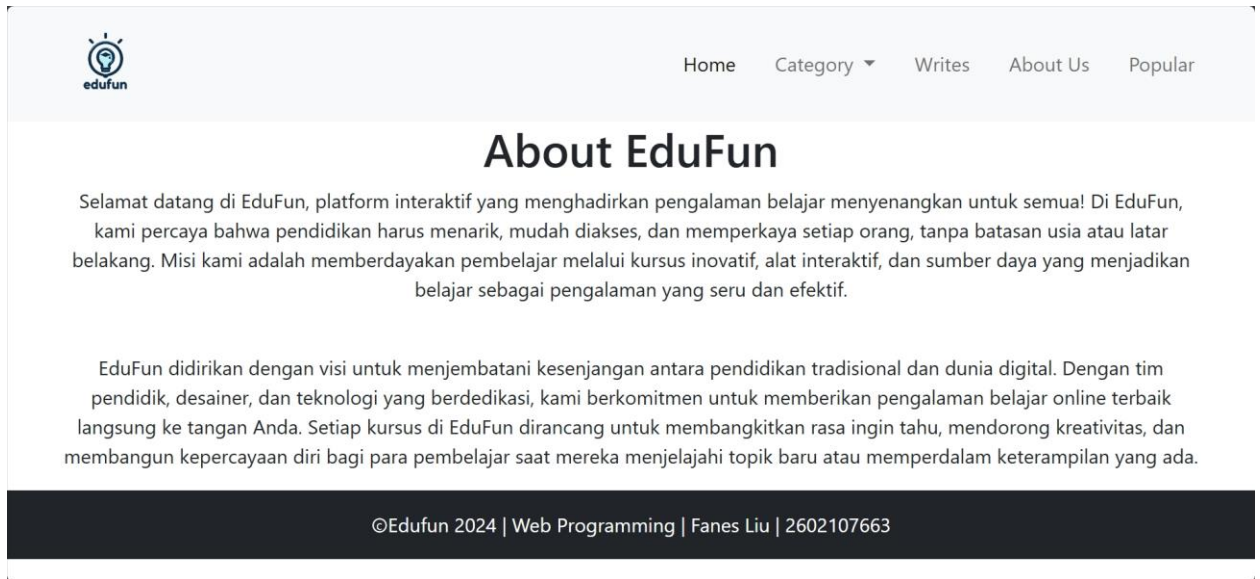 edufun
Home Category Writes About Us Popular
About EduFun
Selamat datang di EduFun, platform interaktif yang menghadirkan pengalaman belajar menyenangkan untuk semua! Di EduFun,
kami percaya bahwa pendidikan harus menarik, mudah diakses, dan memperkaya setiap orang, tanpa batasan usia atau latar
belakang. Misi kami adalah memberdayakan pembelajar melalui kursus inovatif, alat interaktif, dan sumber daya yang menjadikan
belajar sebagai pengalaman yang seru dan efektif.
EduFun didirikan dengan visi untuk menjembatani kesenjangan antara pendidikan tradisional dan dunia digital. Dengan tim
pendidik, desainer, dan teknologi yang berdedikasi, kami berkomitmen untuk memberikan pengalaman belajar online terbaik
langsung ke tangan Anda. Setiap kursus di EduFun dirancang untuk membangkitkan rasa ingin tahu, mendorong kreativitas, dan
membangun kepercayaan diri bagi para pembelajar saat mereka menjelajahi topik baru atau memperdalam keterampilan yang ada.
©Edufun 2024 | Web Programming | Fanes Liu | 2602107663